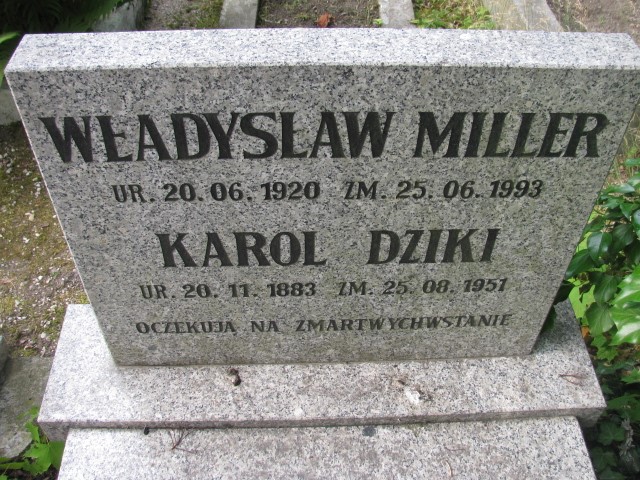 WŁADYSŁAW MILLER
UR. 20. 06. 1920 ZM. 25. 06. 1993
KAROL DZIKI
UR. 20. 11. 1883 ZM. 25. 08. 1951
OCZEKUJĄ NA ZMARTWYCHWSTANIE